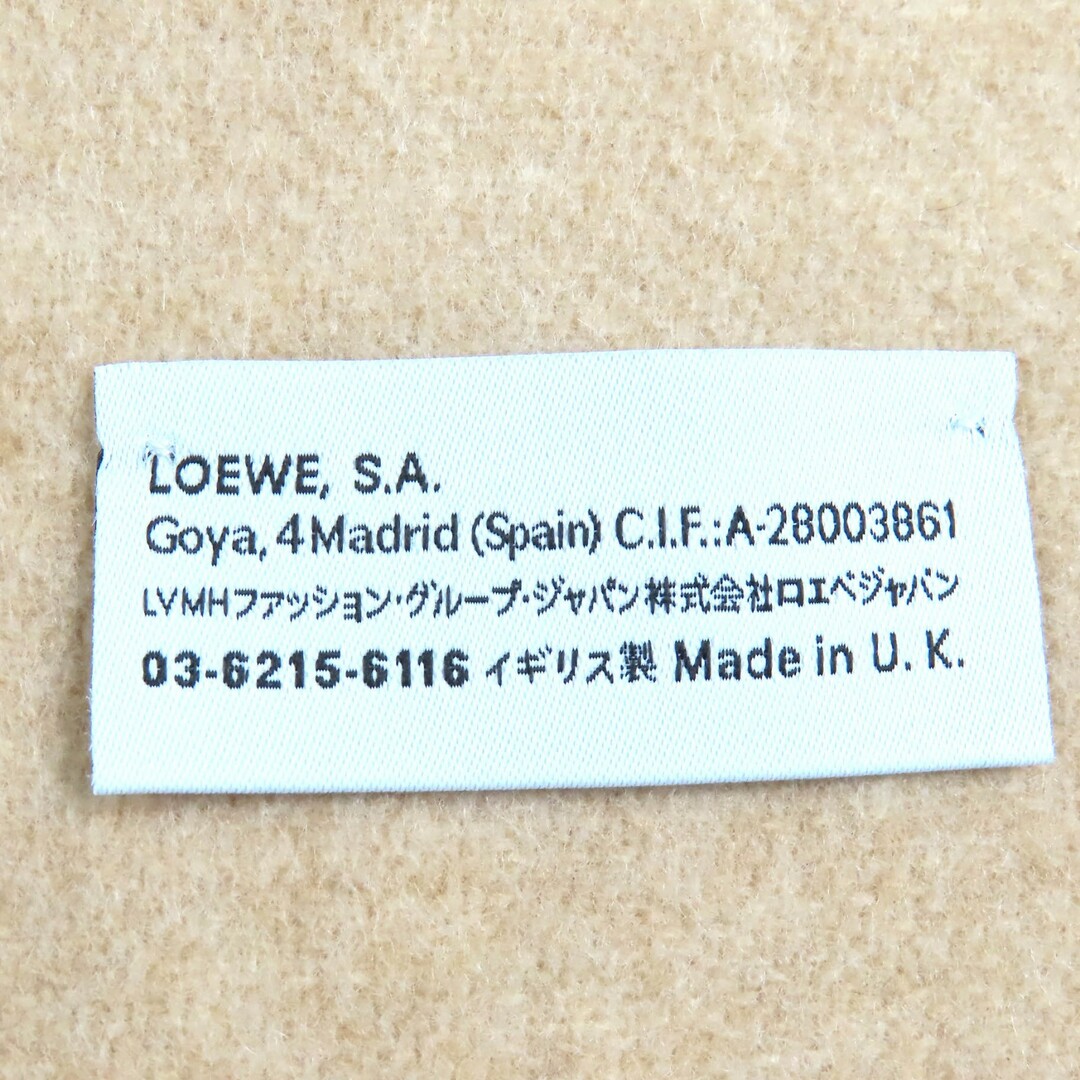 LOEWE, S.A.
Goya, 4 Madrid (Spain) C.I.F.: A-28003861
LVMHファッション・グループ・ジャパン株式会社ロエベジャパン
03-6215-6116 イギリス製 Made in U. K.